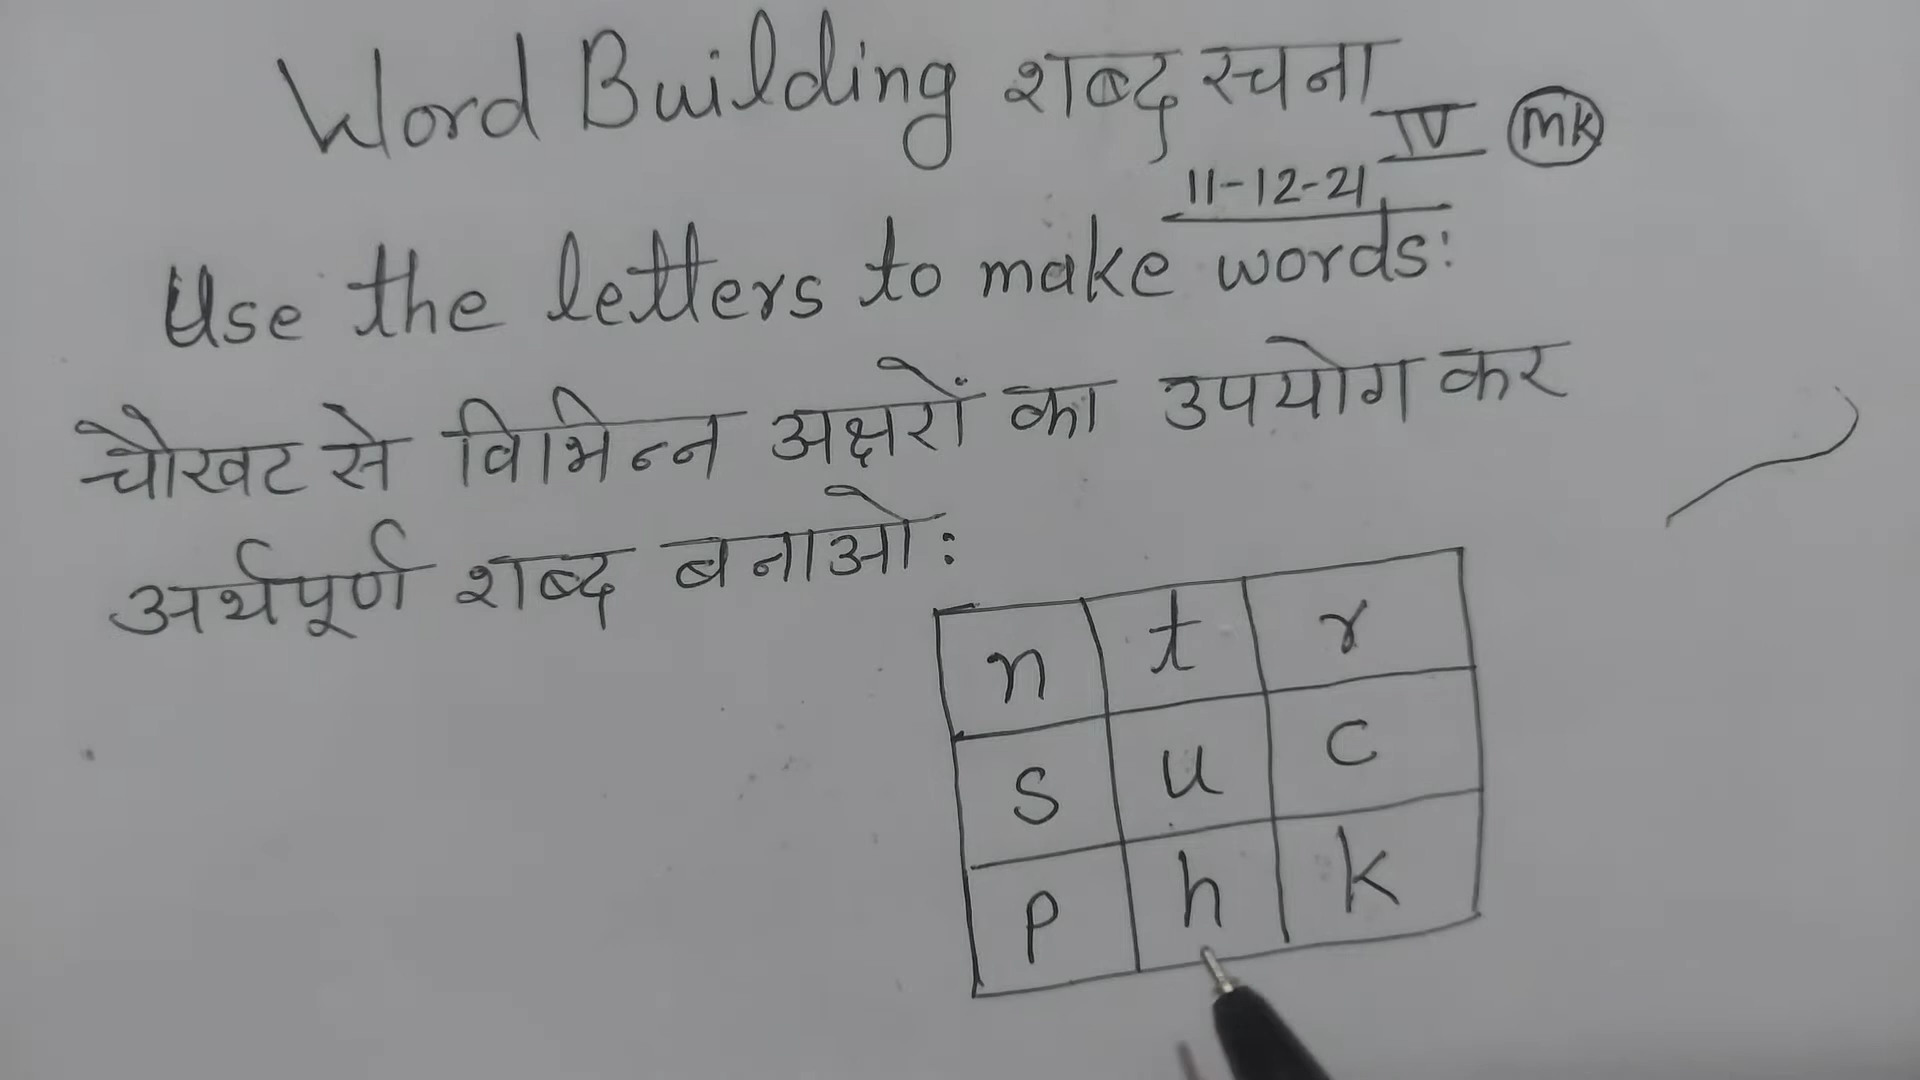 Word Building शब्द रचना
IV MK
11-12-21
Use the letters to make words:
चौखट से विभिन्न अक्षरों का उपयोग कर
अर्थपूर्ण शब्द बनाओ:
n t r
s u c
p h k